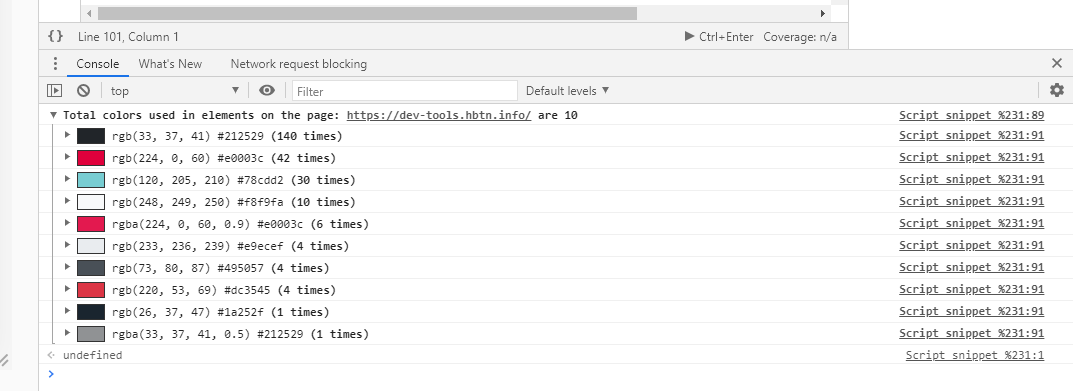 {} Line 101, Column 1 Ctrl+Enter Coverage: n/a
Console What's New Network request blocking
top Filter Default levels
Total colors used in elements on the page: https://dev-tools.hbtn.info/ are 10 Script snippet %231:89
rgb(33, 37, 41) #212529 (140 times) Script snippet %231:91
rgb(224, 0, 60) #e0003c (42 times) Script snippet %231:91
rgb(120, 205, 210) #78cdd2 (30 times) Script snippet %231:91
rgb(248, 249, 250) #f8f9fa (10 times) Script snippet %231:91
rgba(224, 0, 60, 0.9) #e0003c (6 times) Script snippet %231:91
rgb(233, 236, 239) #e9ecef (4 times) Script snippet %231:91
rgb(73, 80, 87) #495057 (4 times) Script snippet %231:91
rgb(220, 53, 69) #dc3545 (4 times) Script snippet %231:91
rgb(26, 37, 47) #1a252f (1 times) Script snippet %231:91
rgba(33, 37, 41, 0.5) #212529 (1 times) Script snippet %231:91
undefined Script snippet %231:1